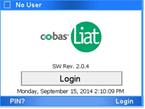 No User
cobas® Liat
SW Rev. 2.0.4
Login
Monday, September 15, 2014 2:10:09 PM
PIN?
Login